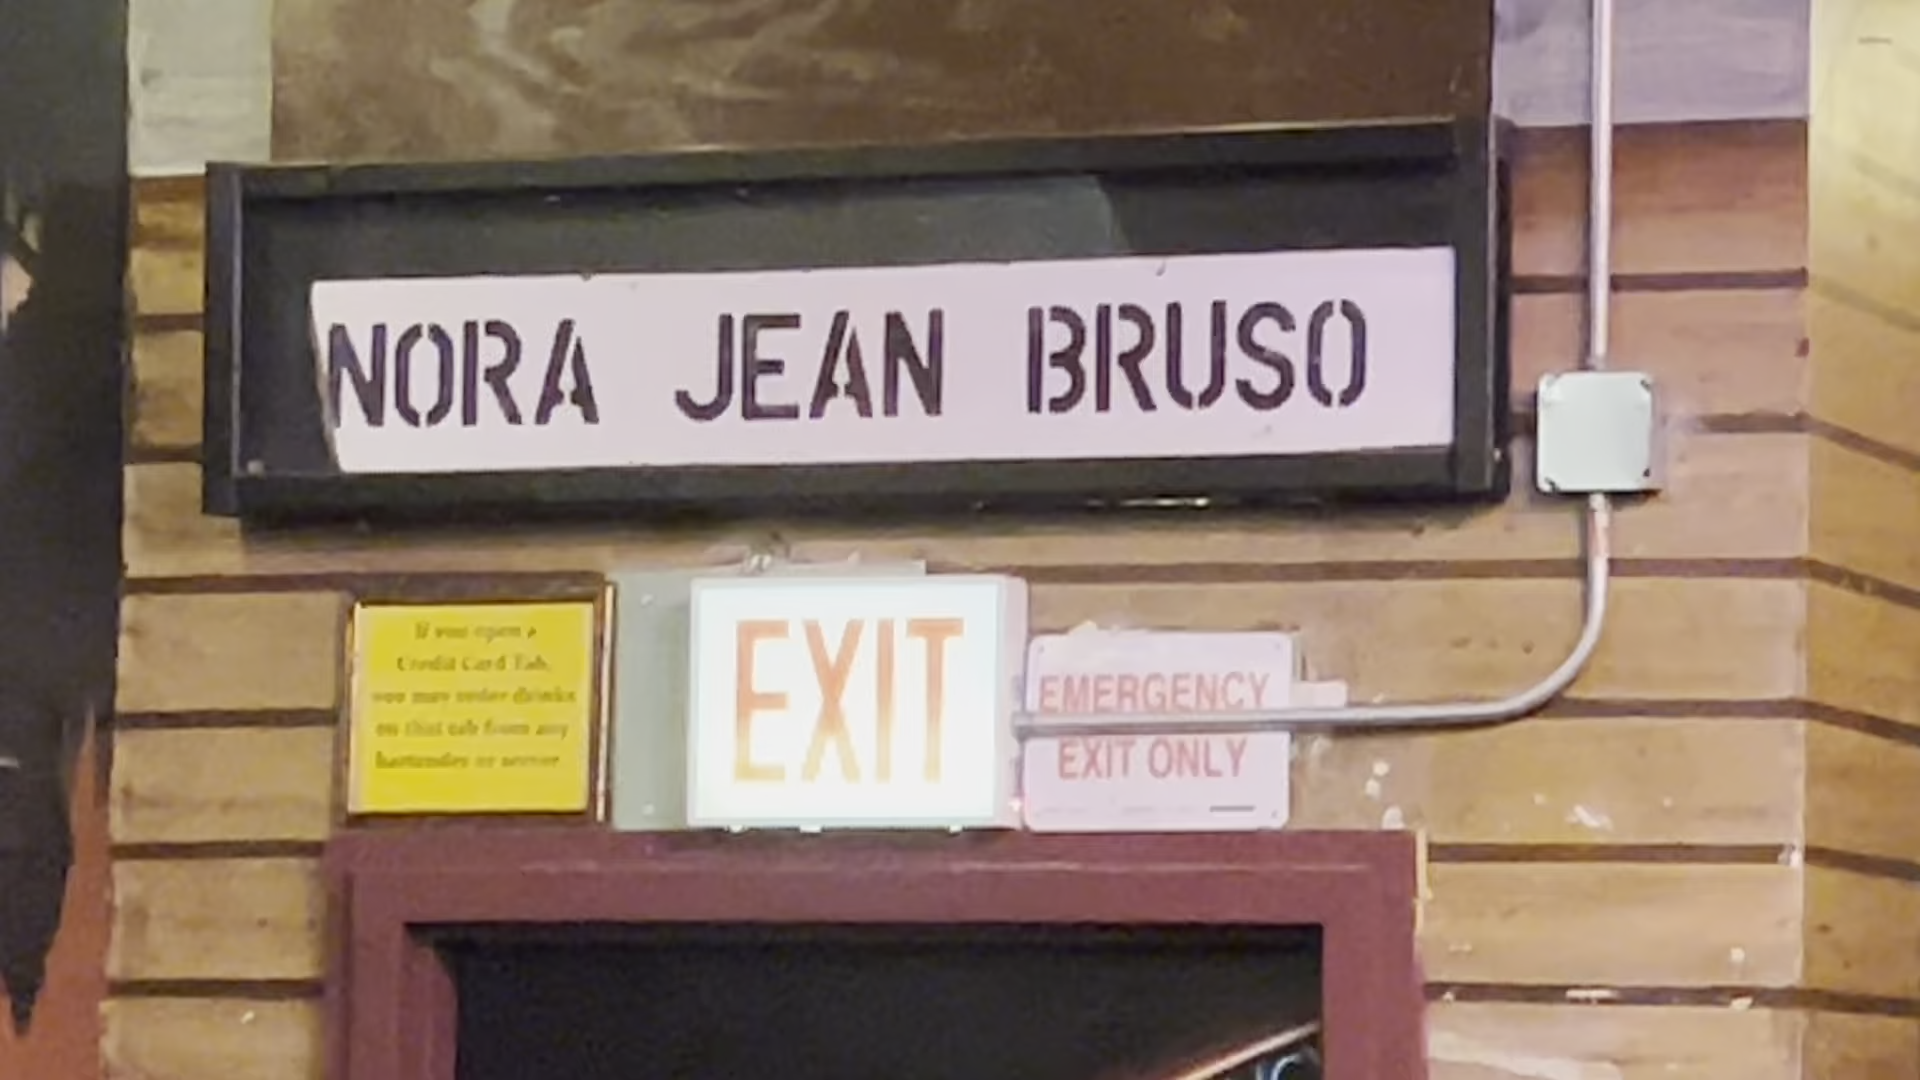 NORA JEAN BRUSO
If you open a
Credit Card Tab,
you may order drinks
on that tab from any
bartender or server
EXIT
EMERGENCY
EXIT ONLY